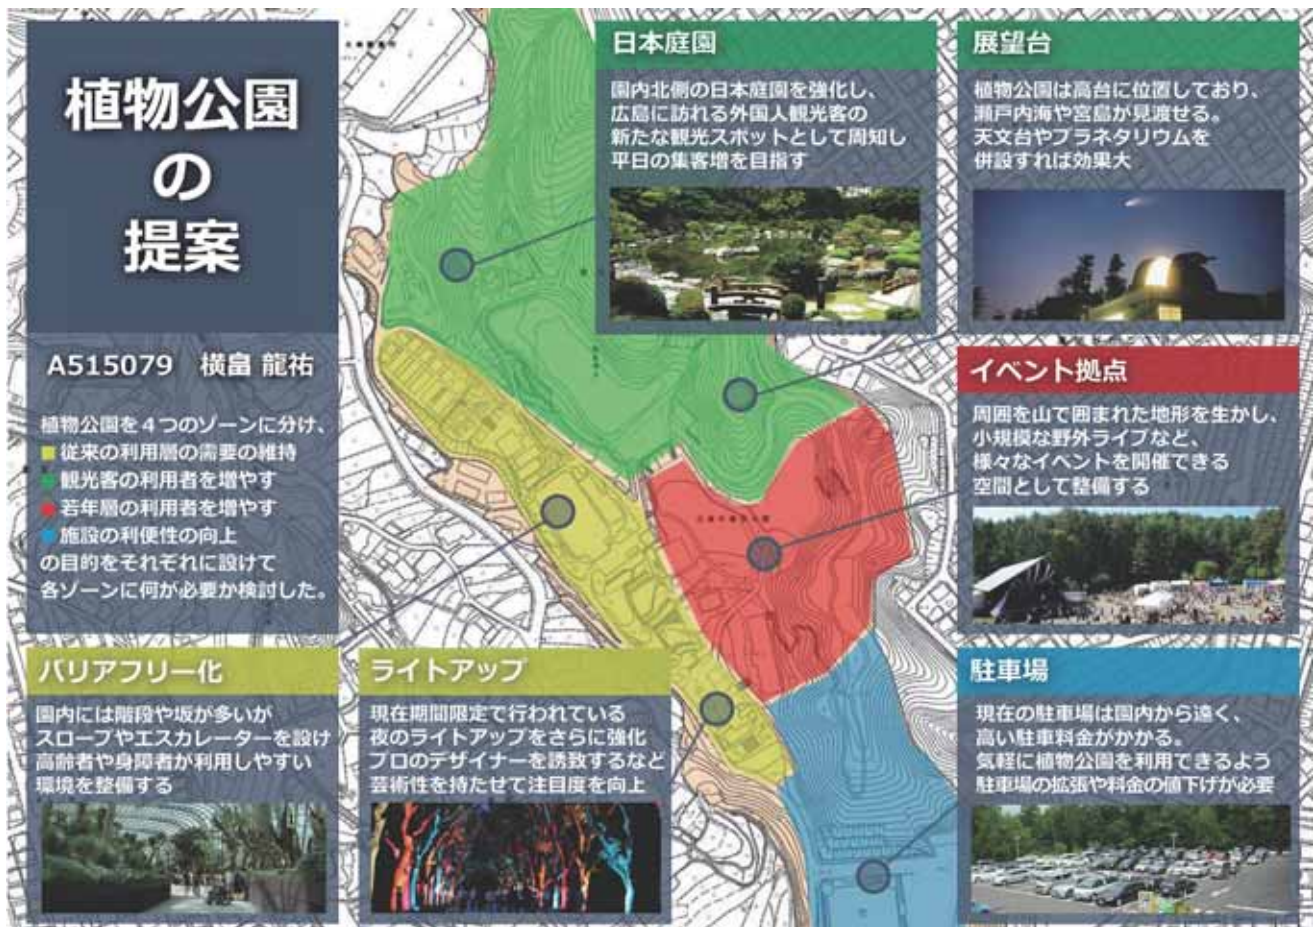 植物公園
の
提案
A515079 横畠 龍祐
植物公園を４つのゾーンに分け、
従来の利用層の需要の維持
観光客の利用者を増やす
若年層の利用者を増やす
施設の利便性の向上
の目的をそれぞれに設けて
各ゾーンに何が必要か検討した。
日本庭園
園内北側の日本庭園を強化し、
広島に訪れる外国人観光客の
新たな観光スポットとして周知し
平日の集客増を目指す
展望台
植物公園は高台に位置しており、
瀬戸内海や宮島が見渡せる。
天文台やプラネタリウムを
併設すれば効果大
イベント拠点
周囲を山で囲まれた地形を生かし、
小規模な野外ライブなど、
様々なイベントを開催できる
空間として整備する
バリアフリー化
園内には階段や坂が多いが
スロープやエスカレーターを設け
高齢者や身障者が利用しやすい
環境を整備する
ライトアップ
現在期間限定で行われている
夜のライトアップをさらに強化
プロのデザイナーを誘致するなど
芸術性を持たせて注目度を向上
駐車場
現在の駐車場は園内から遠く、
高い駐車料金がかかる。
気軽に植物公園を利用できるよう
駐車場の拡張や料金の値下げが必要